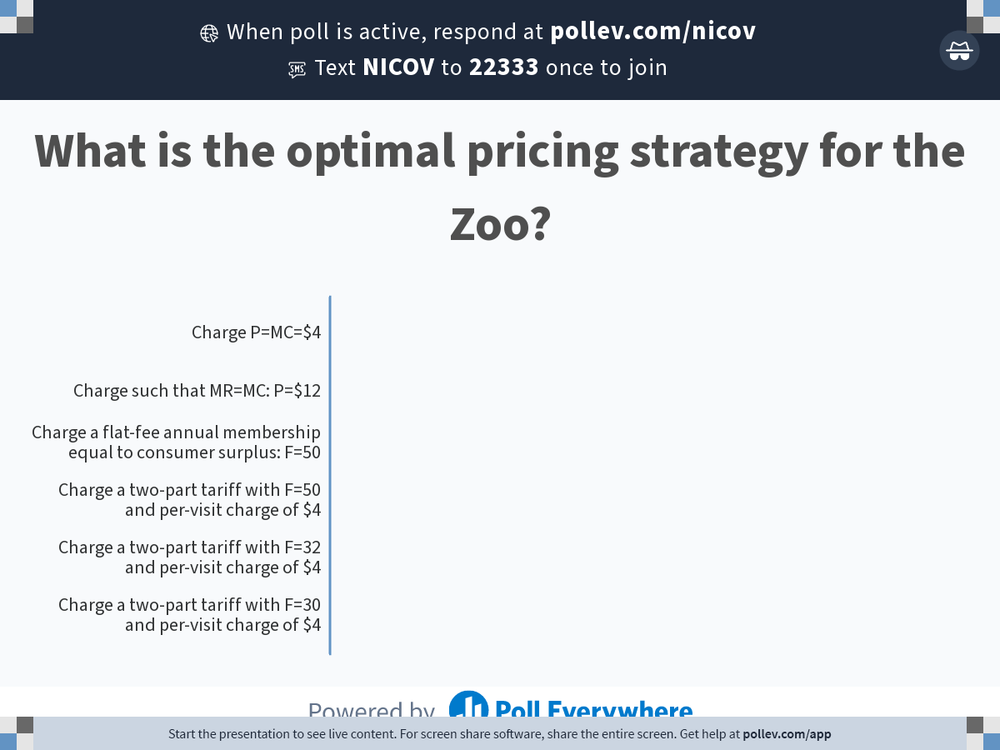 When poll is active, respond at pollev.com/nicov
SMS
Text NICOV to 22333 once to join
What is the optimal pricing strategy for the
Zoo?
Charge P=MC=$4
Charge such that MR=MC: P=$12
Charge a flat-fee annual membership
equal to consumer surplus: F=50
Charge a two-part tariff with F=50
and per-visit charge of $4
Charge a two-part tariff with F=32
and per-visit charge of $4
Charge a two-part tariff with F=30
and per-visit charge of $4
Powered by Poll Everywhere
Start the presentation to see live content. For screen share software, share the entire screen. Get help at pollev.com/app